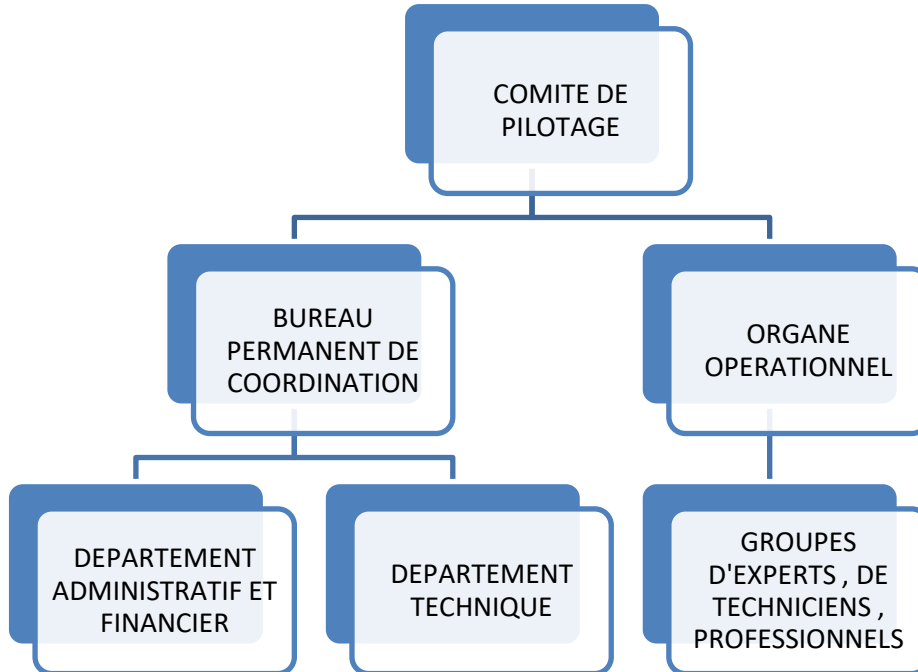 COMITE DE
PILOTAGE
BUREAU
PERMANENT DE
COORDINATION
ORGANE
OPERATIONNEL
DEPARTEMENT
ADMINISTRATIF ET
FINANCIER
DEPARTEMENT
TECHNIQUE
GROUPES
D'EXPERTS , DE
TECHNICIENS ,
PROFESSIONNELS